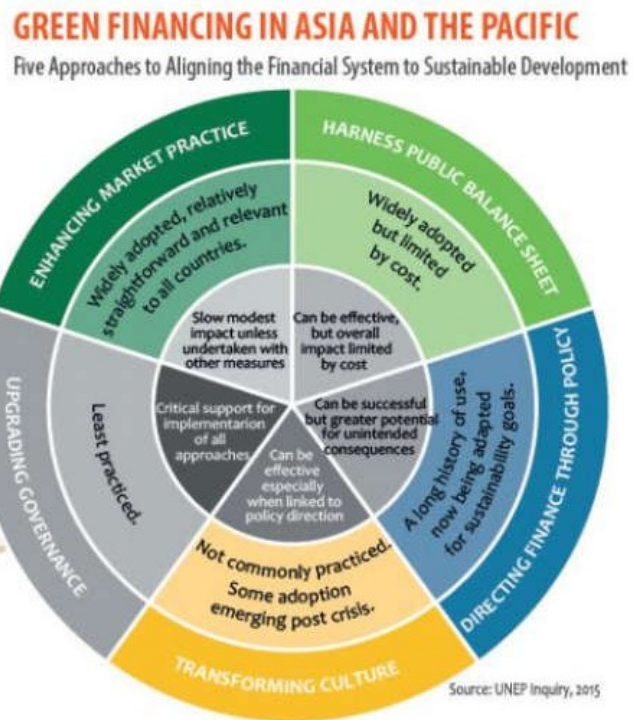 GREEN FINANCING IN ASIA AND THE PACIFIC
Five Approaches to Aligning the Financial System to Sustainable Development
ENHANCING MARKET PRACTICE
Widely adopted, relatively
straightforward and relevant
to all countries.
Slow modest
impact unless
undertaken with
other measures
HARNESS PUBLIC BALANCE SHEET
Widely adopted
but limited
by cost.
Can be effective,
but overall
impact limited
by cost
DIRECTING FINANCE THROUGH POLICY
A long history of use,
now being adapted
for sustainability goals.
Can be successful
but greater potential
for unintended
consequences
TRANSFORMING CULTURE
Not commonly practiced.
Some adoption
emerging post crisis.
Can be
effective
especially
when linked to
policy direction
UPGRADING GOVERNANCE
Least practiced.
Critical support for
implementarion
of all
approaches
Source: UNEP Inquiry, 2015